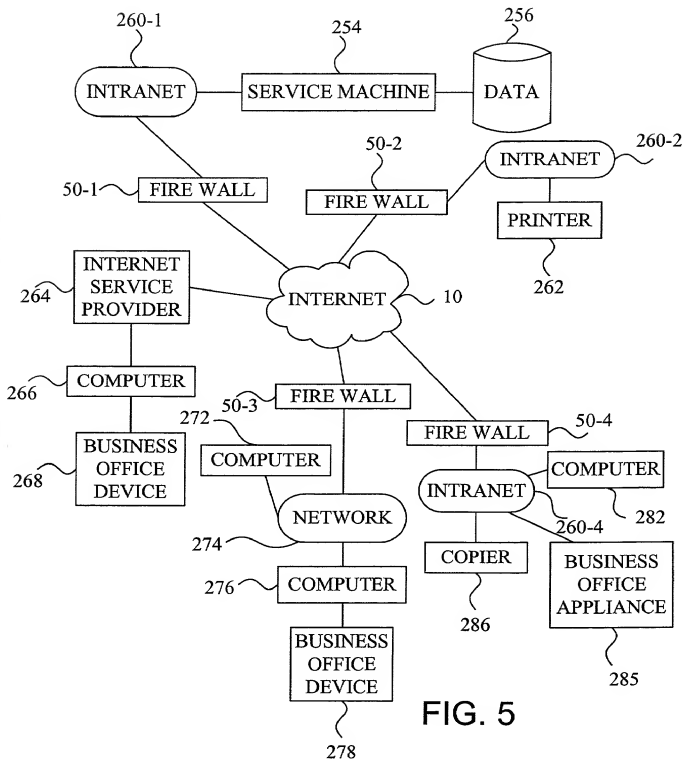 260-1
254
256
INTRANET
SERVICE MACHINE
DATA
50-2
260-2
INTRANET
50-1
FIRE WALL
FIRE WALL
PRINTER
262
INTERNET
SERVICE
PROVIDER
264
INTERNET
10
266
COMPUTER
50-3
FIRE WALL
272
50-4
FIRE WALL
BUSINESS
OFFICE
DEVICE
268
COMPUTER
COMPUTER
282
INTRANET
260-4
NETWORK
274
COPIER
286
BUSINESS
OFFICE
APPLIANCE
285
276
COMPUTER
BUSINESS
OFFICE
DEVICE
278
FIG. 5